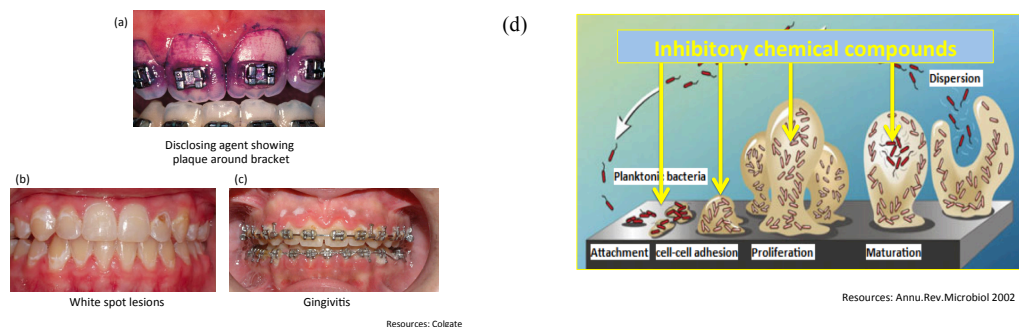 (a)
Disclosing agent showing
plaque around bracket
(b)
(c)
White spot lesions
Gingivitis
Resources: Colgate
(d)
Inhibitory chemical compounds
Dispersion
Planktonic bacteria
Attachment
cell-cell adhesion
Proliferation
Maturation
Resources: Annu.Rev.Microbiol 2002